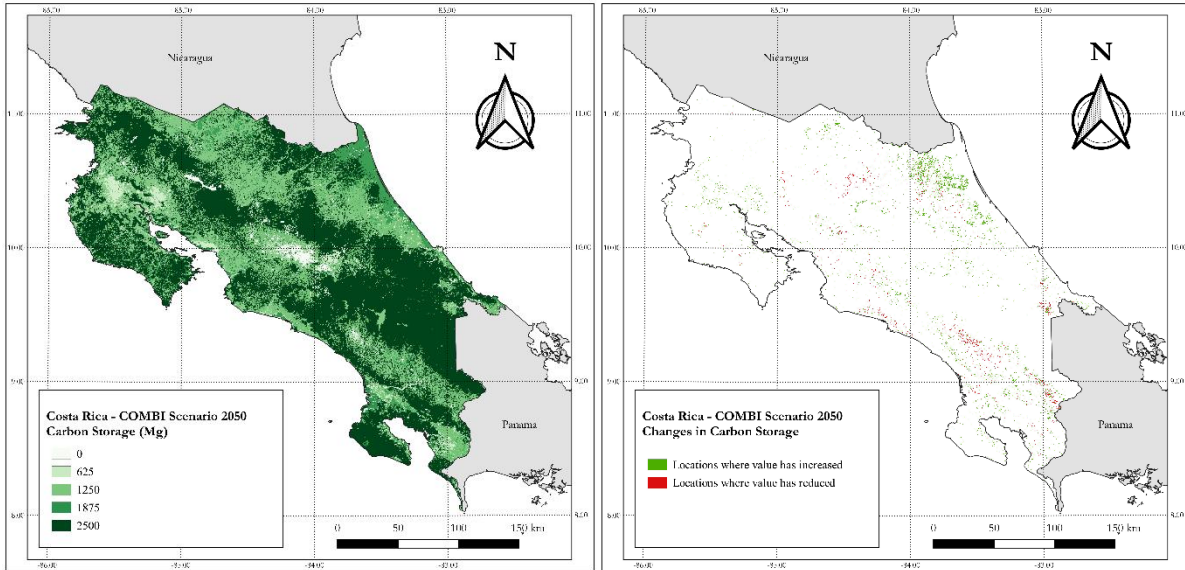 Nicaragua
N
Panama
Costa Rica - COMBI Scenario 2050
Carbon Storage (Mg)
0
625
1250
1875
2500
0 50 100 150 km
Nicaragua
N
Panama
Costa Rica - COMBI Scenario 2050
Changes in Carbon Storage
Locations where value has increased
Locations where value has reduced
0 50 100 150 km